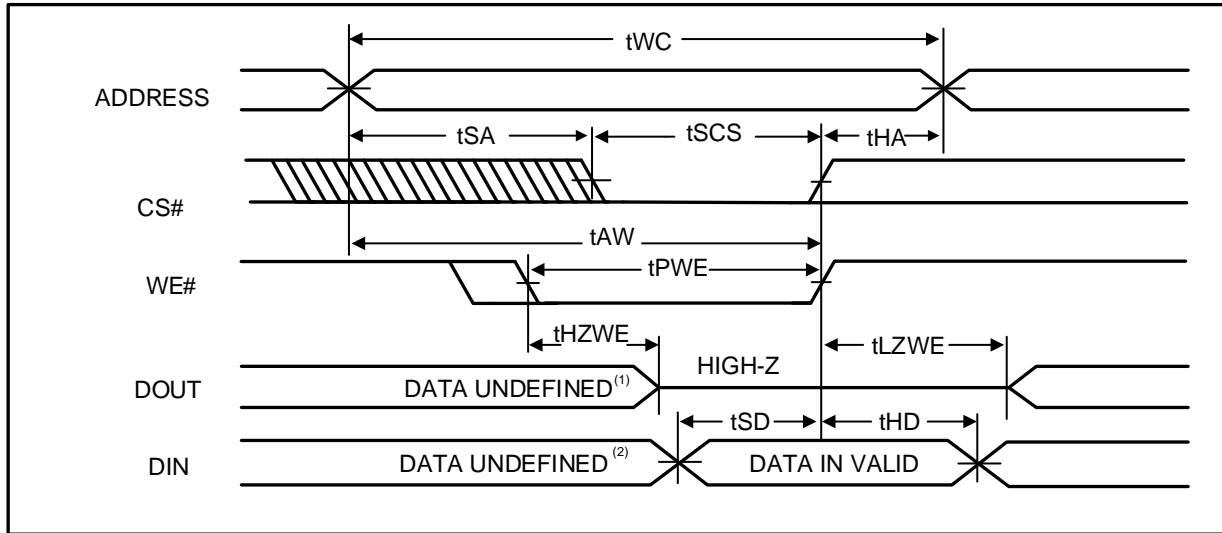 tWC
ADDRESS
tSA
tSCS
tHA
CS#
tAW
tPWE
WE#
tHZWE
tLZWE
HIGH-Z
DOUT
DATA UNDEFINED (1)
tSD
tHD
DIN
DATA UNDEFINED (2)
DATA IN VALID